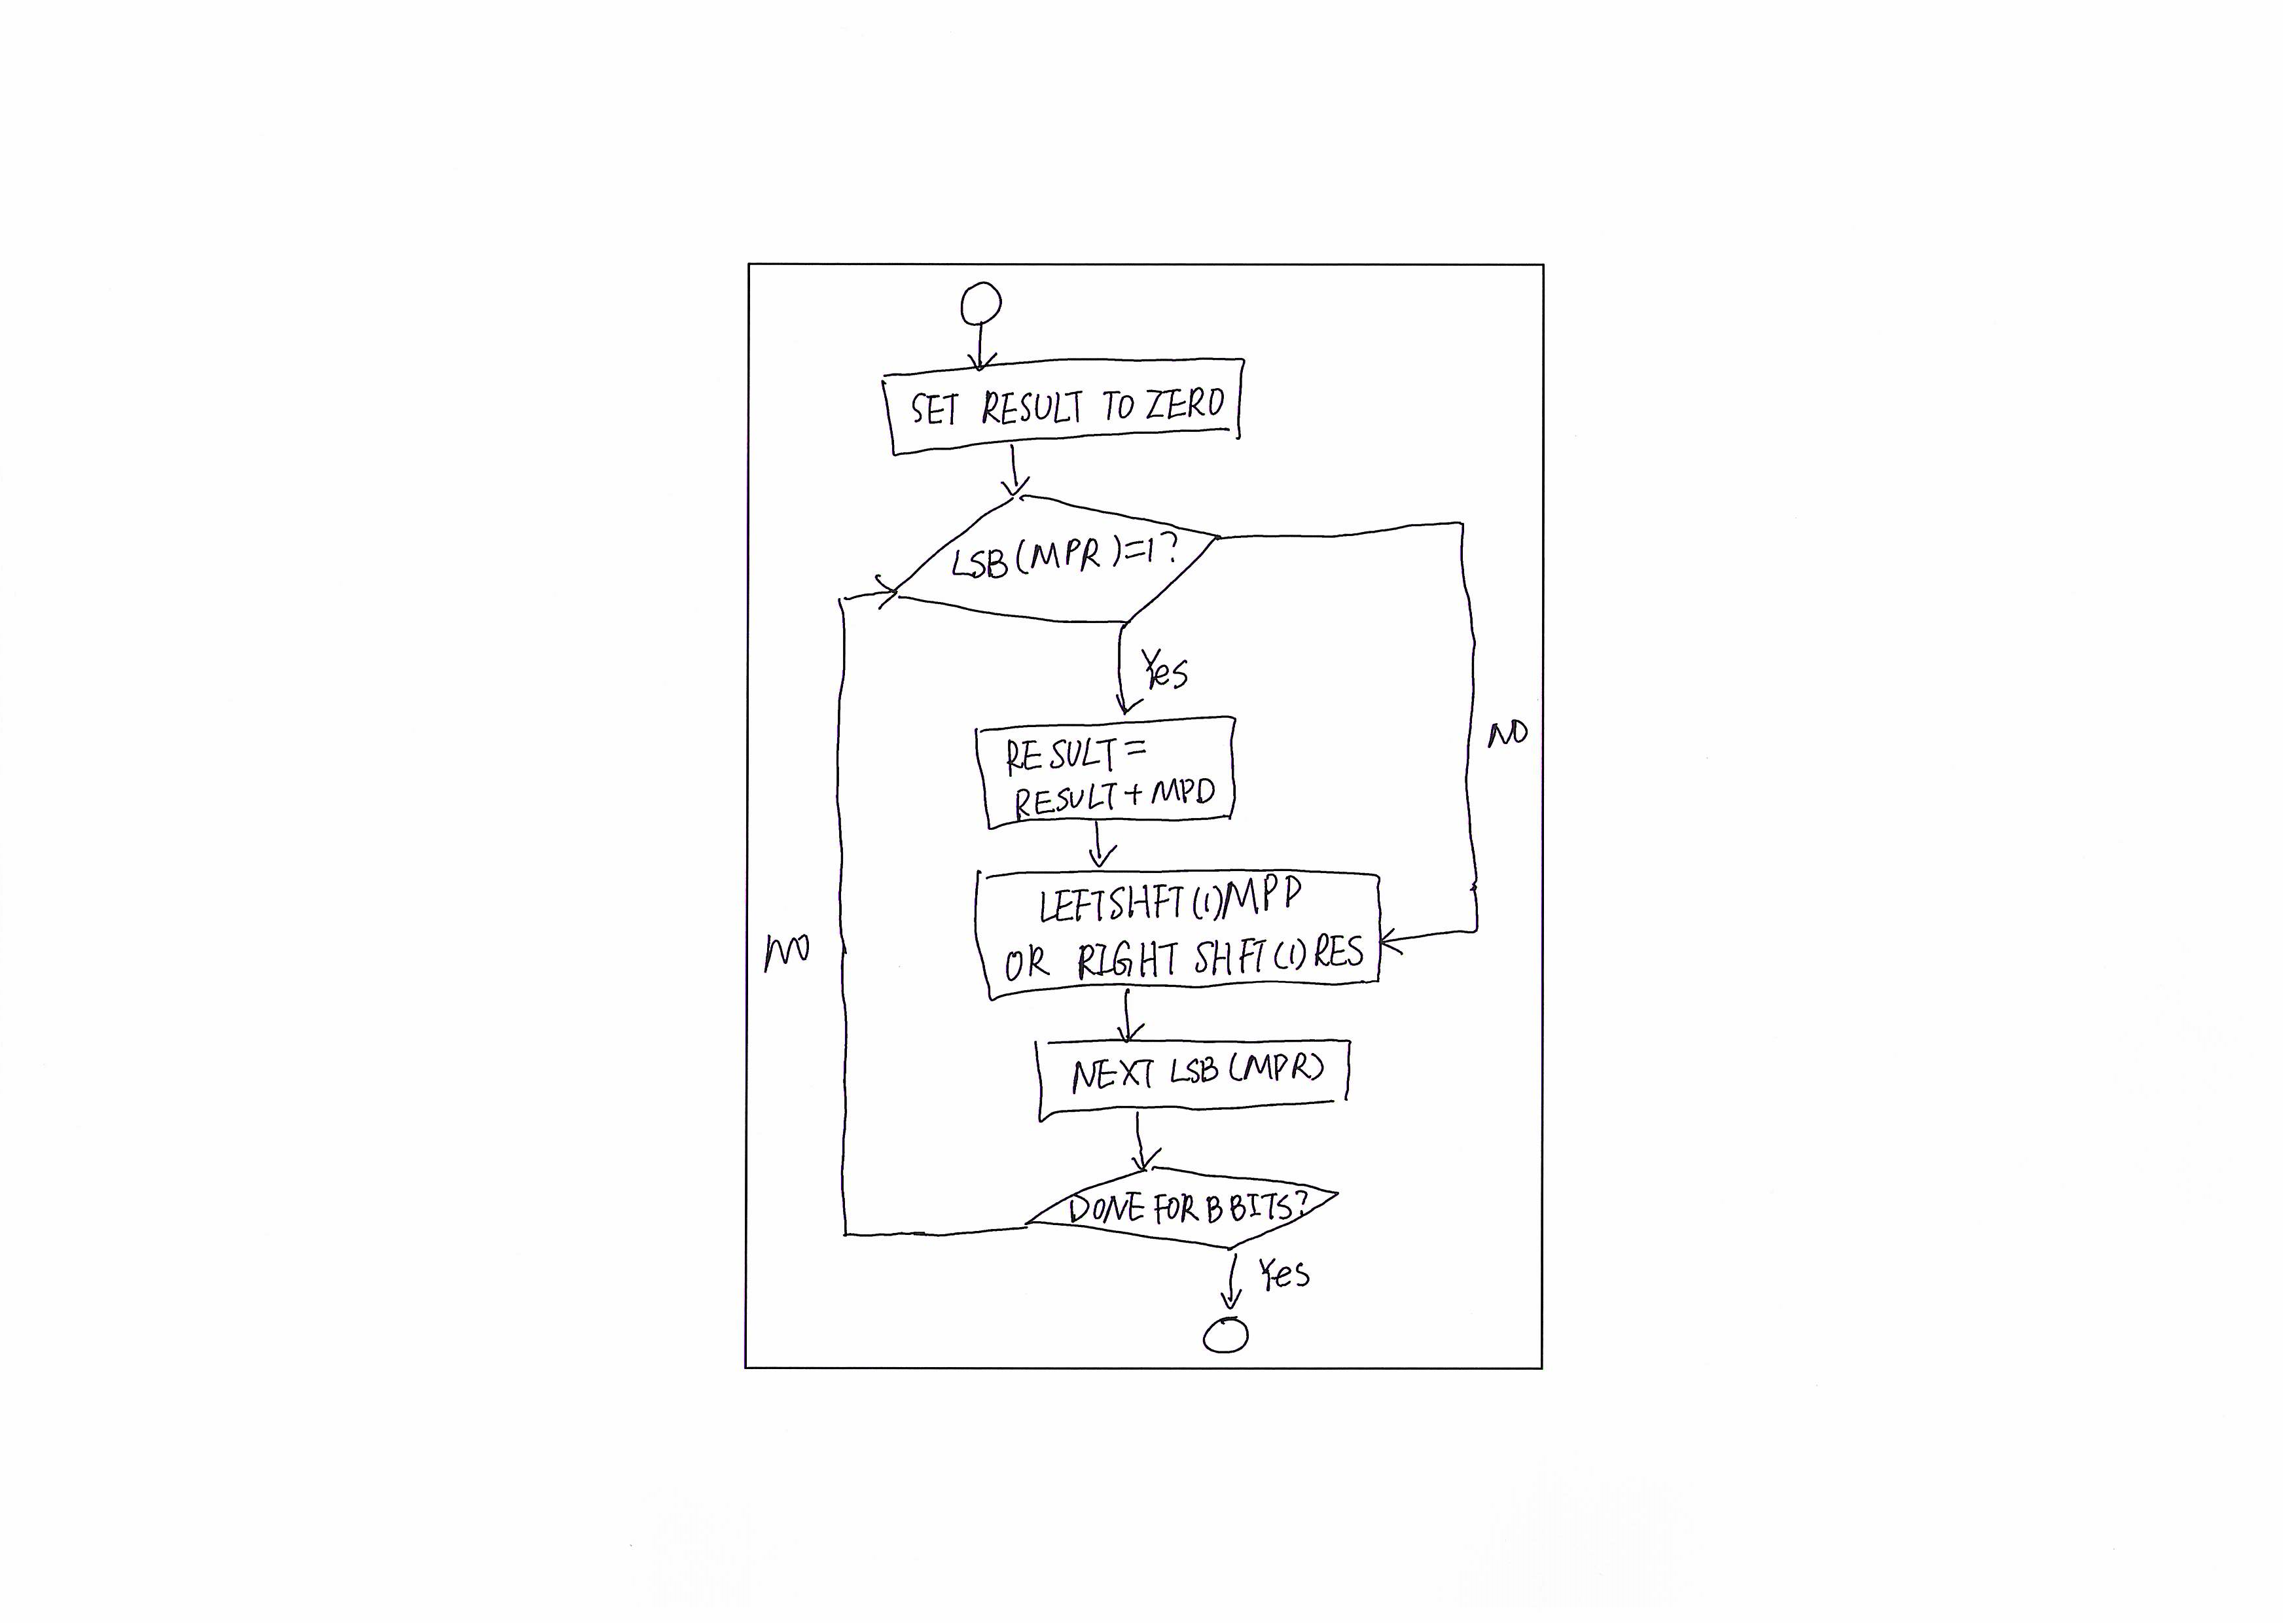 SET RESULT TO ZERO
LSB(MPR)=1?
Yes
NO
RESULT=
RESULT+MPD
LEFTSHFT(1)MPD
OR RIGHT SHFT(1)RES
NO
NEXT LSB(MPR)
DONE FOR B BITS?
Yes